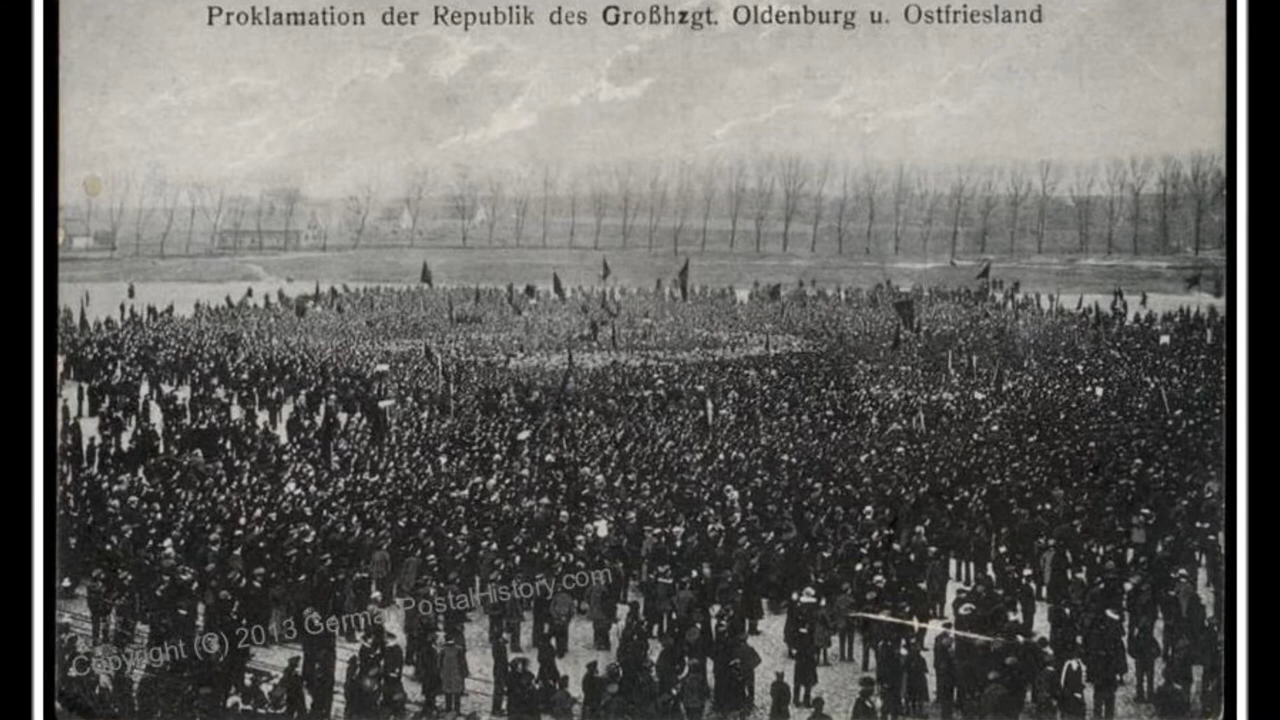 Proklamation der Republik des Großhzgt. Oldenburg u. Ostfriesland
Copyright (C) 2013 GermanPostalHistory.com